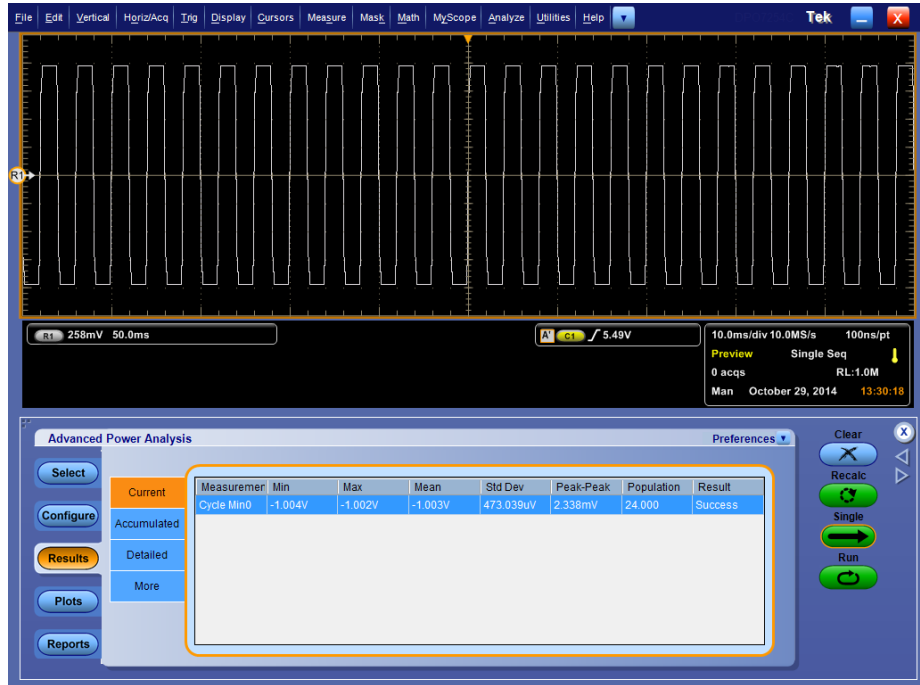 File Edit Vertical Horiz/Acq Trig Display Cursors Measure Mask Math MyScope Analyze Utilities Help Tek X
R1
R1 258mV 50.0ms
A' C1 5.49V
10.0ms/div 10.0MS/s 100ns/pt
Preview Single Seq
0 acqs RL:1.0M
Man October 29, 2014 13:30:18
Advanced Power Analysis Preferences
Clear X
Select
Recalc
Current
Measuremen Min Max Mean Std Dev Peak-Peak Population Result
Cycle Min0 -1.004V -1.002V -1.003V 473.039uV 2.338mV 24.000 Success
Configure
Accumulated
Single
Results
Detailed
Run
More
Plots
Reports